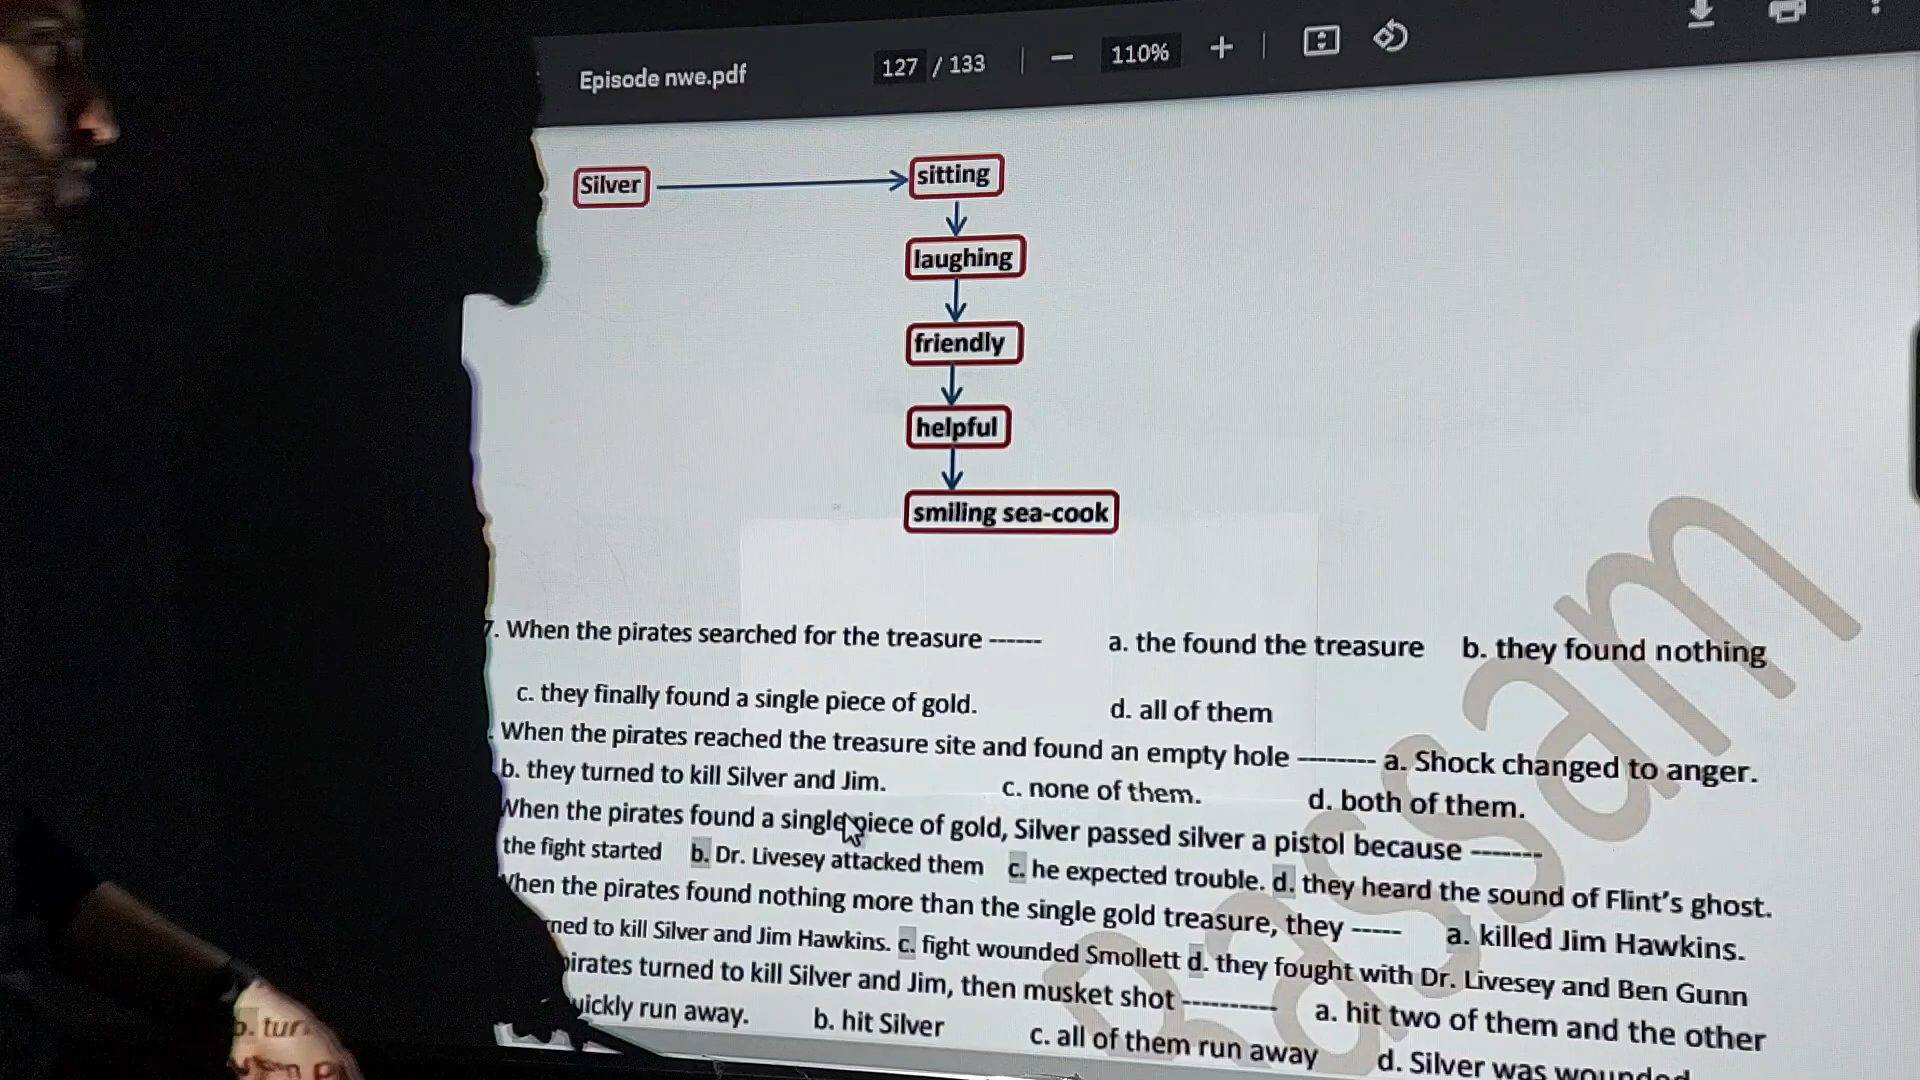 Episode nwe.pdf 127 / 133 110%
Silver
sitting
laughing
friendly
helpful
smiling sea-cook
7. When the pirates searched for the treasure ------ a. the found the treasure b. they found nothing
c. they finally found a single piece of gold. d. all of them
When the pirates reached the treasure site and found an empty hole -------- a. Shock changed to anger.
b. they turned to kill Silver and Jim. c. none of them. d. both of them.
When the pirates found a single piece of gold, Silver passed silver a pistol because -------
the fight started b. Dr. Livesey attacked them c. he expected trouble. d. they heard the sound of Flint's ghost.
When the pirates found nothing more than the single gold treasure, they ----- a. killed Jim Hawkins.
to kill Silver and Jim Hawkins. c. fight wounded Smollett d. they fought with Dr. Livesey and Ben Gunn
pirates turned to kill Silver and Jim, then musket shot ---------- a. hit two of them and the other
run away. b. hit Silver c. all of them run away d. Silver was wounded
Bassam